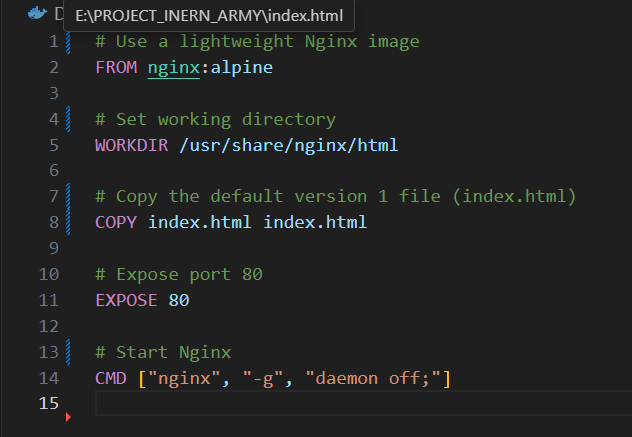 D
E:\PROJECT_INERN_ARMY\index.html
1 # Use a lightweight Nginx image
2 FROM nginx:alpine
3
4 # Set working directory
5 WORKDIR /usr/share/nginx/html
6
7 # Copy the default version 1 file (index.html)
8 COPY index.html index.html
9
10 # Expose port 80
11 EXPOSE 80
12
13 # Start Nginx
14 CMD ["nginx", "-g", "daemon off;"]
15